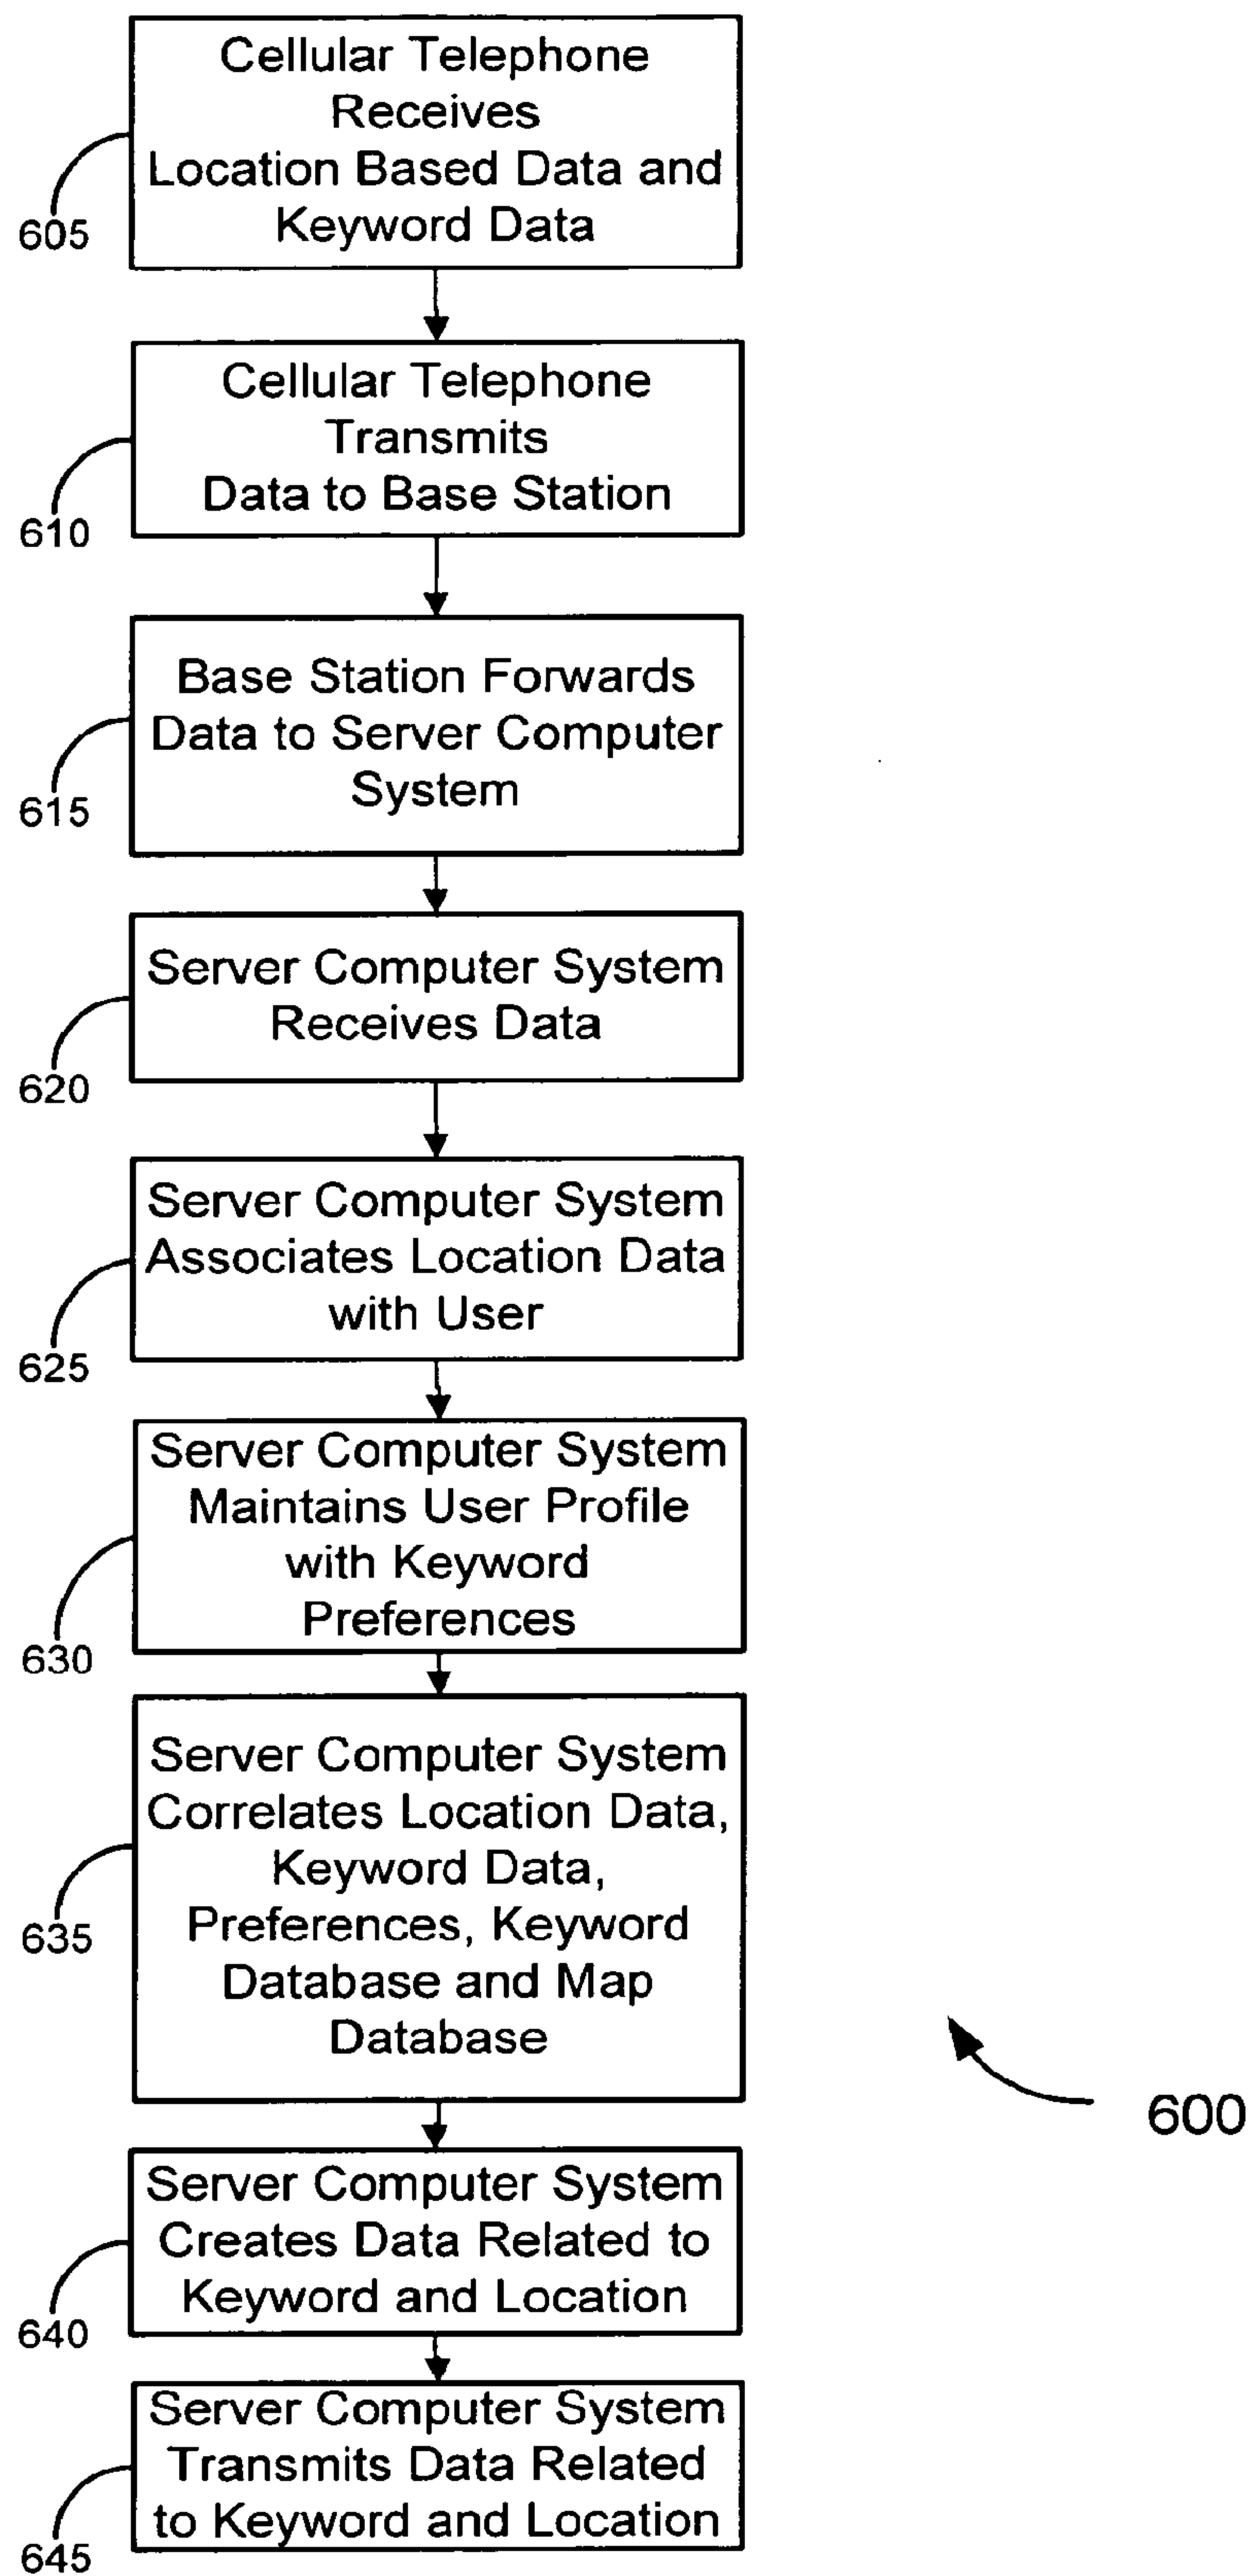 Cellular Telephone
Receives
Location Based Data and
Keyword Data
605
Cellular Telephone
Transmits
Data to Base Station
610
Base Station Forwards
Data to Server Computer
System
615
Server Computer System
Receives Data
620
Server Computer System
Associates Location Data
with User
625
Server Computer System
Maintains User Profile
with Keyword
Preferences
630
Server Computer System
Correlates Location Data,
Keyword Data,
Preferences, Keyword
Database and Map
Database
635
600
Server Computer System
Creates Data Related to
Keyword and Location
640
Server Computer System
Transmits Data Related
to Keyword and Location
645